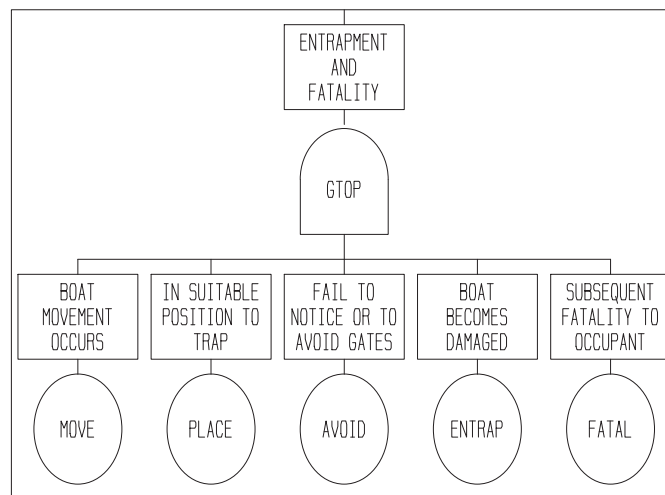 ENTRAPMENT
AND
FATALITY
GTOP
BOAT
MOVEMENT
OCCURS
IN SUITABLE
POSITION TO
TRAP
FAIL TO
NOTICE OR TO
AVOID GATES
BOAT
BECOMES
DAMAGED
SUBSEQUENT
FATALITY TO
OCCUPANT
MOVE
PLACE
AVOID
ENTRAP
FATAL